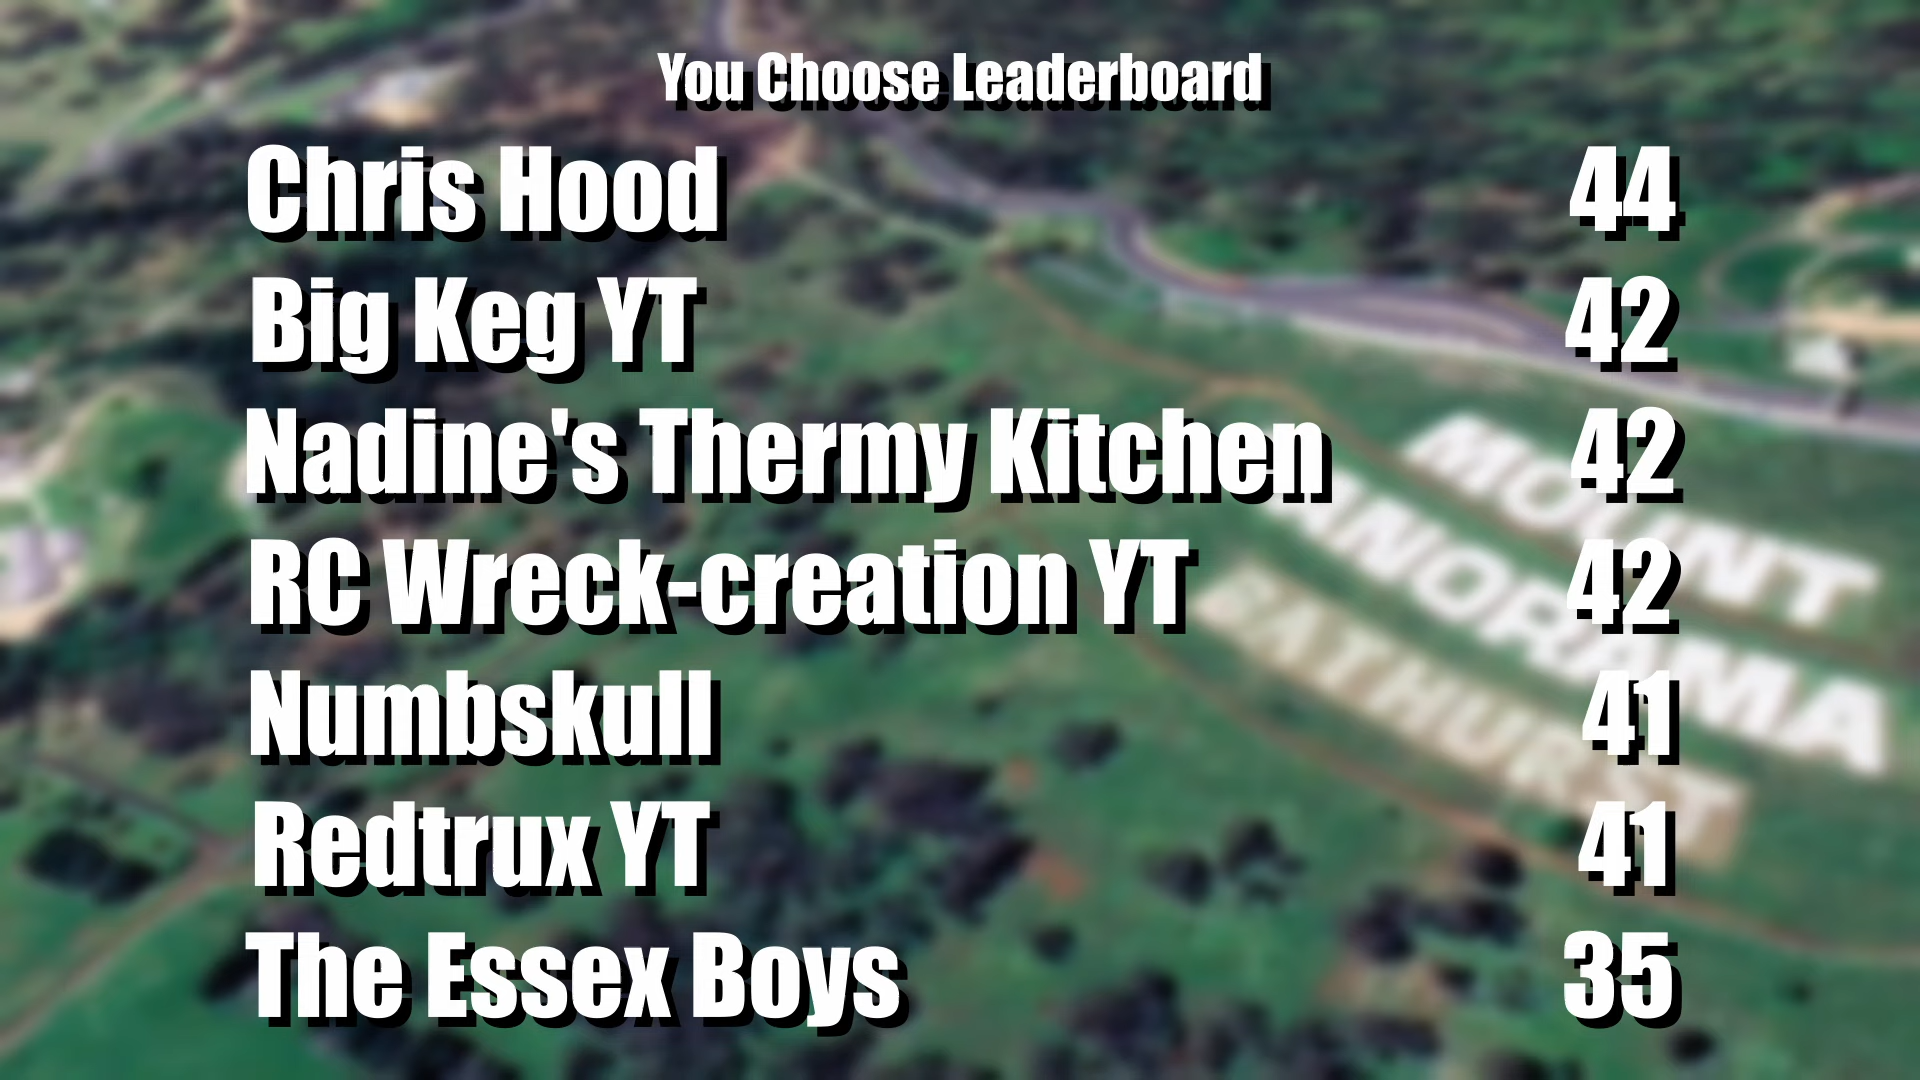 You Choose Leaderboard
Chris Hood 44
Big Keg YT 42
Nadine's Thermy Kitchen 42
RC Wreck-creation YT 42
Numbskull 41
Redtrux YT 41
The Essex Boys 35
MOUNT
PANORAMA
BATHURST